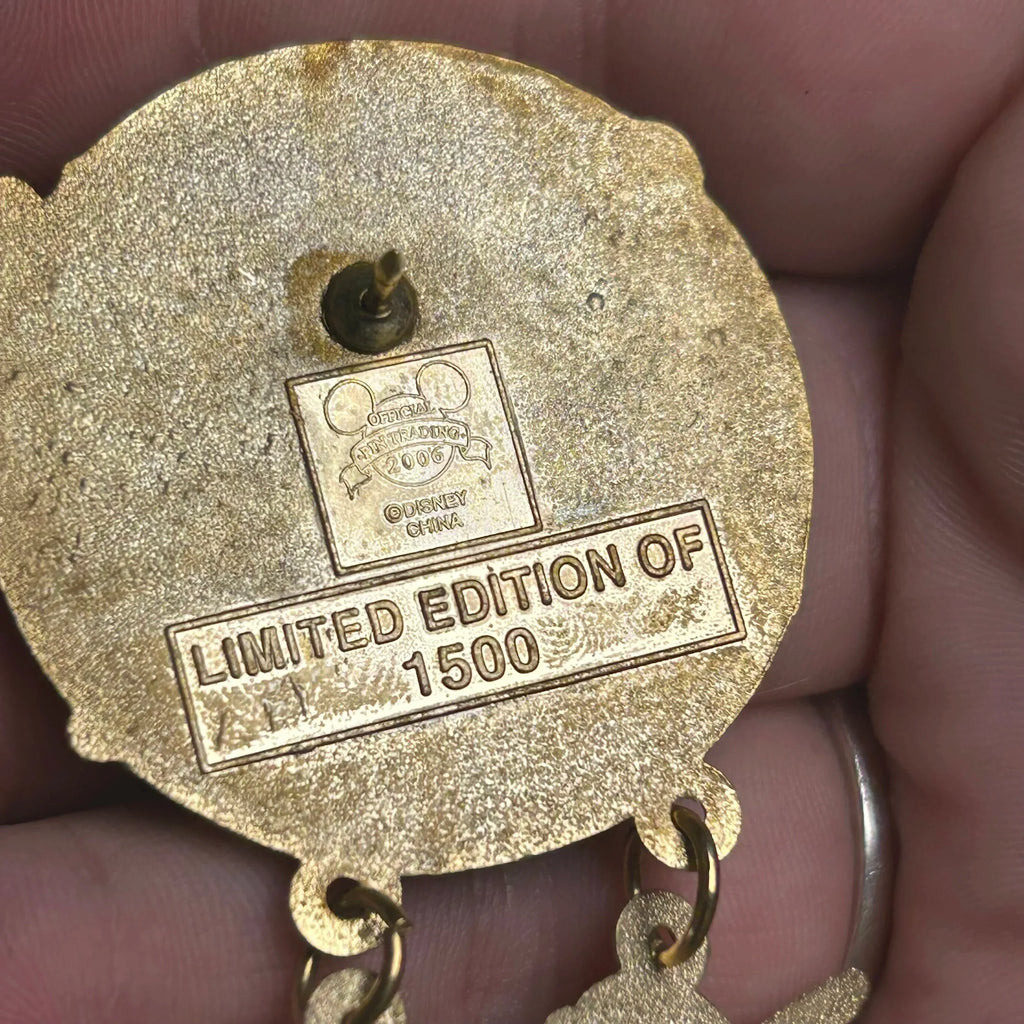 OFFICIAL
PIN TRADING
2006
©DISNEY
CHINA
LIMITED EDITION OF
1500